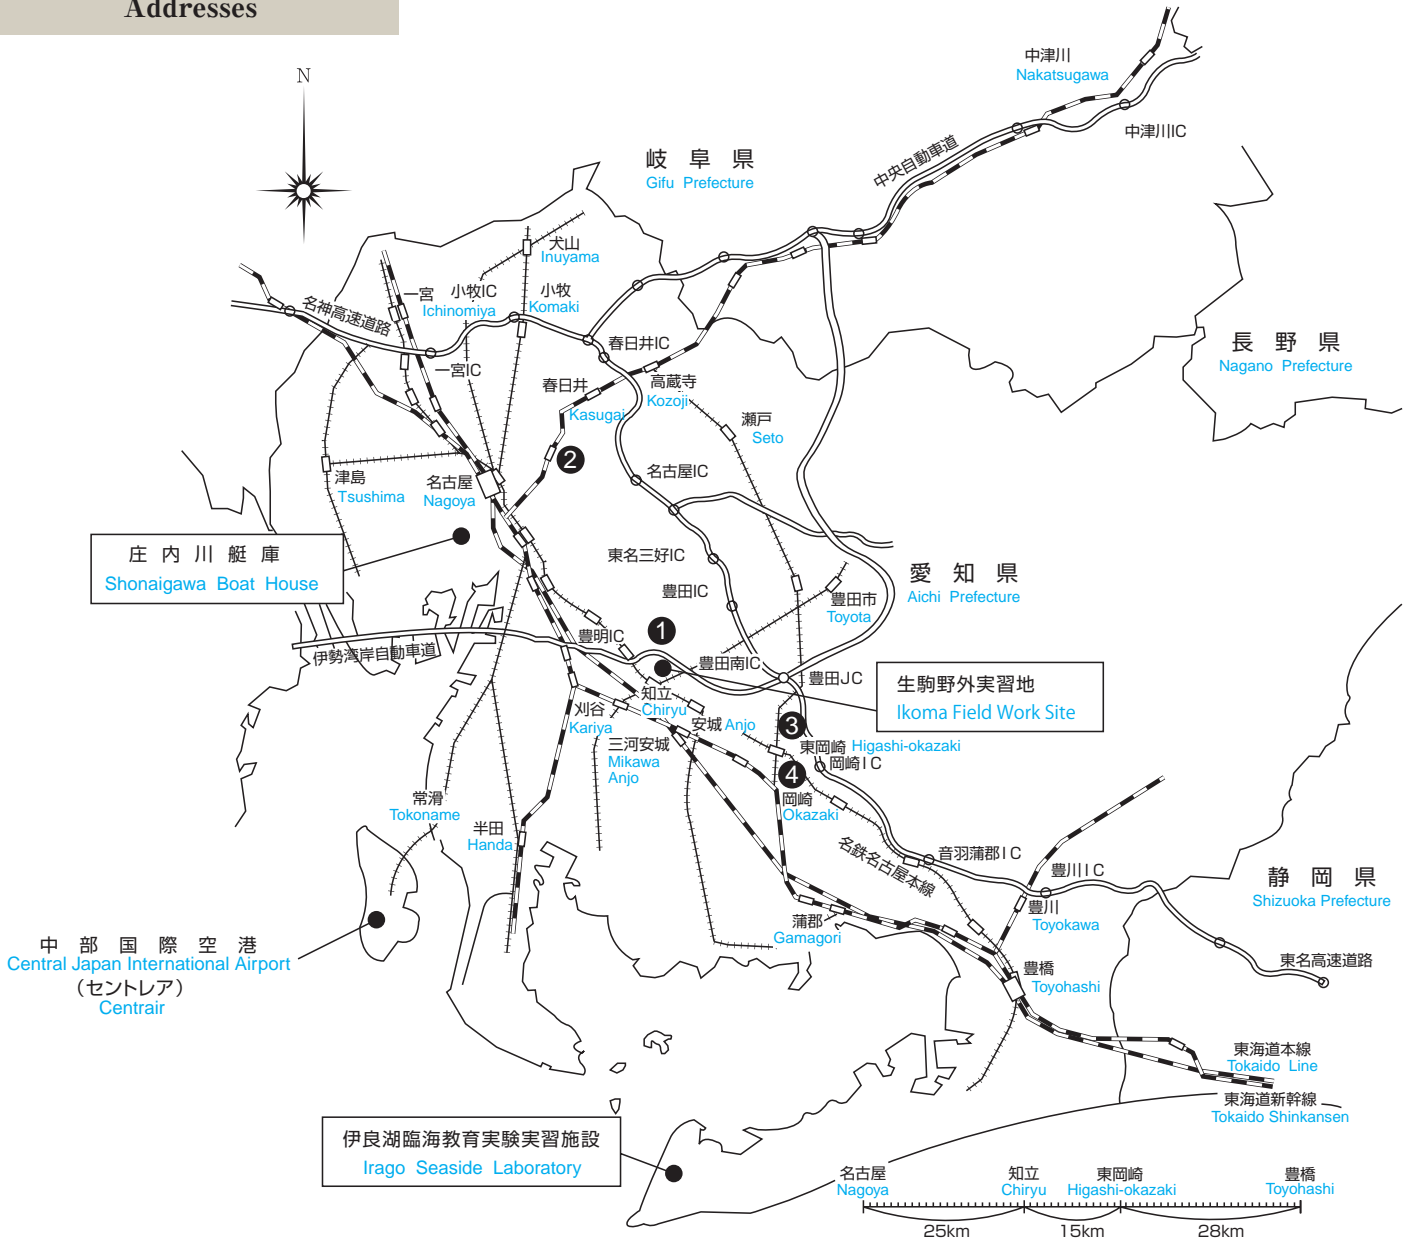 Addresses
N
中津川
Nakatsugawa
中津川IC
中央自動車道
岐阜県
Gifu Prefecture
犬山
Inuyama
一宮
Ichinomiya
小牧IC
小牧
Komaki
名神高速道路
一宮IC
春日井IC
長野県
Nagano Prefecture
春日井
Kasugai
高蔵寺
Kozoji
瀬戸
Seto
2
名古屋IC
津島
Tsushima
名古屋
Nagoya
庄内川艇庫
Shonaigawa Boat House
東名三好IC
豊田IC
愛知県
Aichi Prefecture
豊田市
Toyota
1
豊明IC
伊勢湾岸自動車道
豊田南IC
豊田JC
生駒野外実習地
Ikoma Field Work Site
知立
Chiryu
刈谷
Kariya
安城 Anjo
3
三河安城
Mikawa
Anjo
東岡崎 Higashi-okazaki
岡崎IC
4
岡崎
Okazaki
常滑
Tokoname
半田
Handa
名鉄名古屋本線
音羽蒲郡IC
豊川IC
静岡県
Shizuoka Prefecture
豊川
Toyokawa
蒲郡
Gamagori
中部国際空港
Central Japan International Airport
（セントレア）
Centrair
東名高速道路
豊橋
Toyohashi
東海道本線
Tokaido Line
東海道新幹線
Tokaido Shinkansen
伊良湖臨海教育実験実習施設
Irago Seaside Laboratory
名古屋
Nagoya
知立
Chiryu
東岡崎
Higashi-okazaki
豊橋
Toyohashi
25km
15km
28km